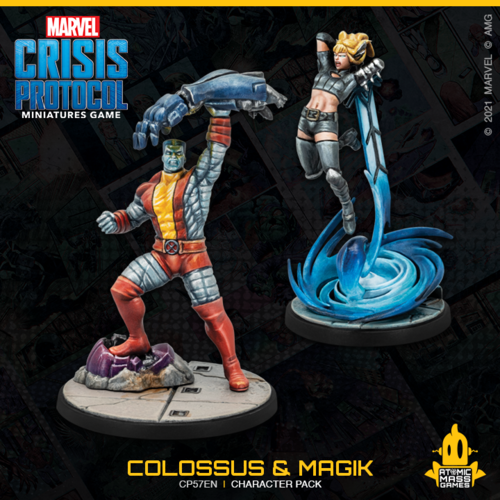 MARVEL
CRISIS
PROTOCOL
MINIATURES GAME
© 2021 MARVEL © AMG
COLOSSUS & MAGIK
CP57EN | CHARACTER PACK
ATOMIC
MASS
GAMES